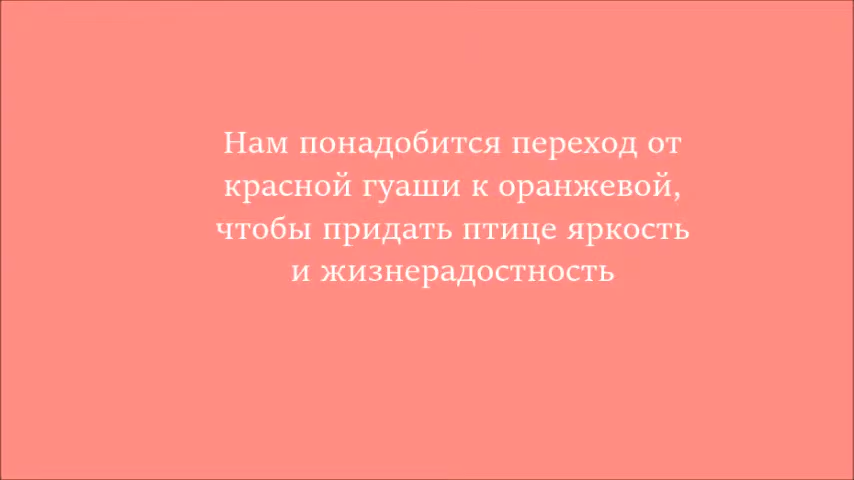 Нам понадобится переход от
красной гуаши к оранжевой,
чтобы придать птице яркость
и жизнерадостность